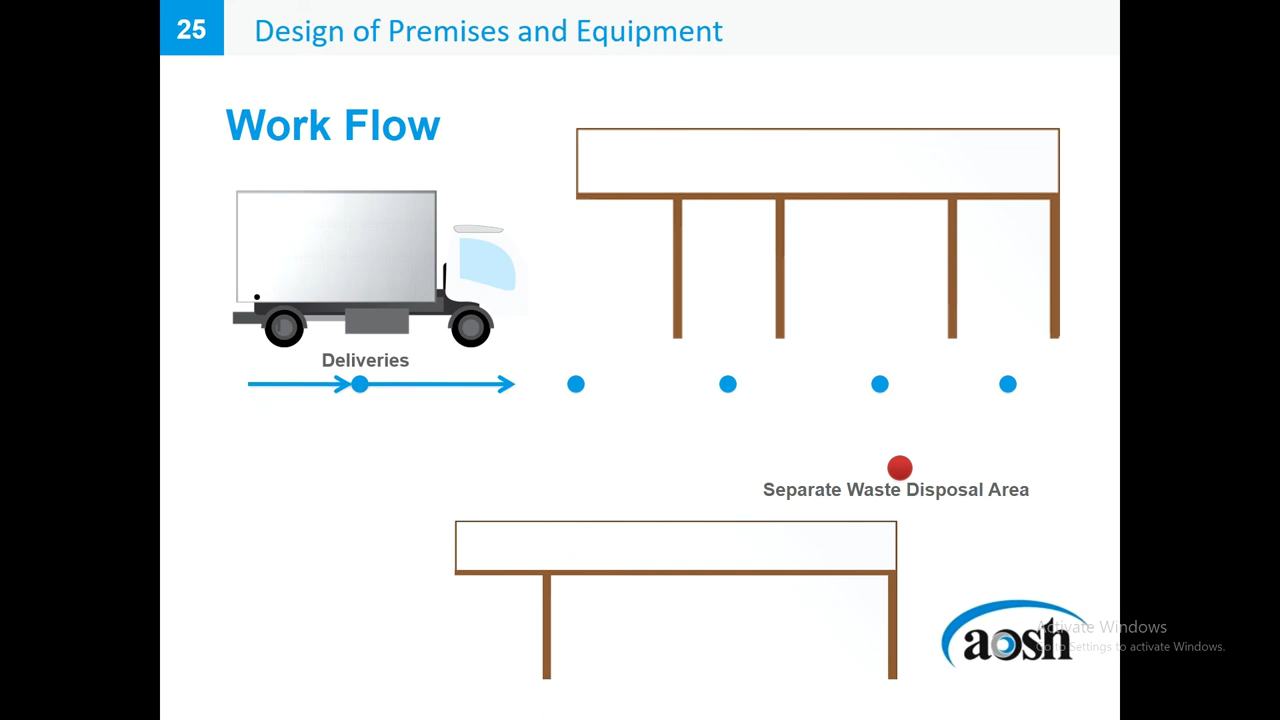 25
Design of Premises and Equipment
Work Flow
Deliveries
Separate Waste Disposal Area
aosh
Activate Windows
Go to Settings to activate Windows.